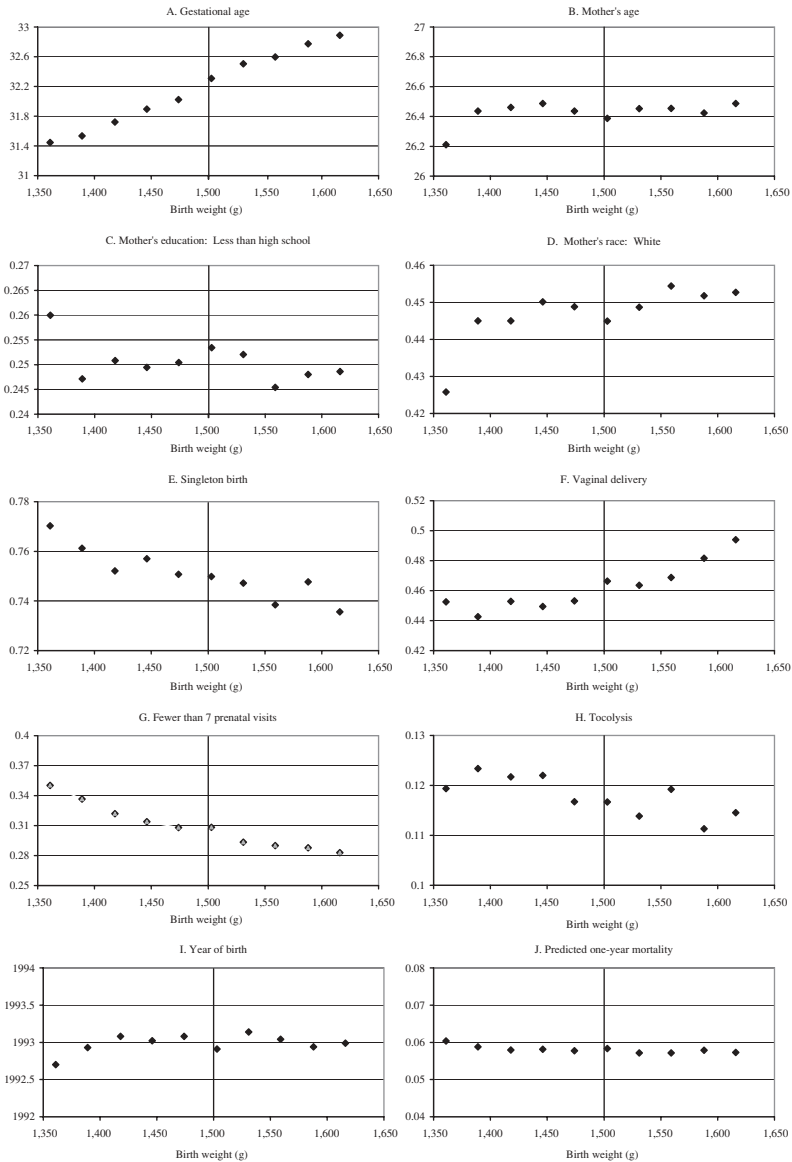 A. Gestational age
33
32.6
32.2
31.8
31.4
31
1,350 1,400 1,450 1,500 1,550 1,600 1,650
Birth weight (g)
B. Mother's age
27
26.8
26.6
26.4
26.2
26
1,350 1,400 1,450 1,500 1,550 1,600 1,650
Birth weight (g)
C. Mother's education: Less than high school
0.27
0.265
0.26
0.255
0.25
0.245
0.24
1,350 1,400 1,450 1,500 1,550 1,600 1,650
Birth weight (g)
D. Mother's race: White
0.46
0.45
0.44
0.43
0.42
1,350 1,400 1,450 1,500 1,550 1,600 1,650
Birth weight (g)
E. Singleton birth
0.78
0.76
0.74
0.72
1,350 1,400 1,450 1,500 1,550 1,600 1,650
Birth weight (g)
F. Vaginal delivery
0.52
0.5
0.48
0.46
0.44
0.42
1,350 1,400 1,450 1,500 1,550 1,600 1,650
Birth weight (g)
G. Fewer than 7 prenatal visits
0.4
0.37
0.34
0.31
0.28
0.25
1,350 1,400 1,450 1,500 1,550 1,600 1,650
Birth weight (g)
H. Tocolysis
0.13
0.12
0.11
0.1
1,350 1,400 1,450 1,500 1,550 1,600 1,650
Birth weight (g)
I. Year of birth
1994
1993.5
1993
1992.5
1992
1,350 1,400 1,450 1,500 1,550 1,600 1,650
Birth weight (g)
J. Predicted one-year mortality
0.08
0.07
0.06
0.05
0.04
1,350 1,400 1,450 1,500 1,550 1,600 1,650
Birth weight (g)